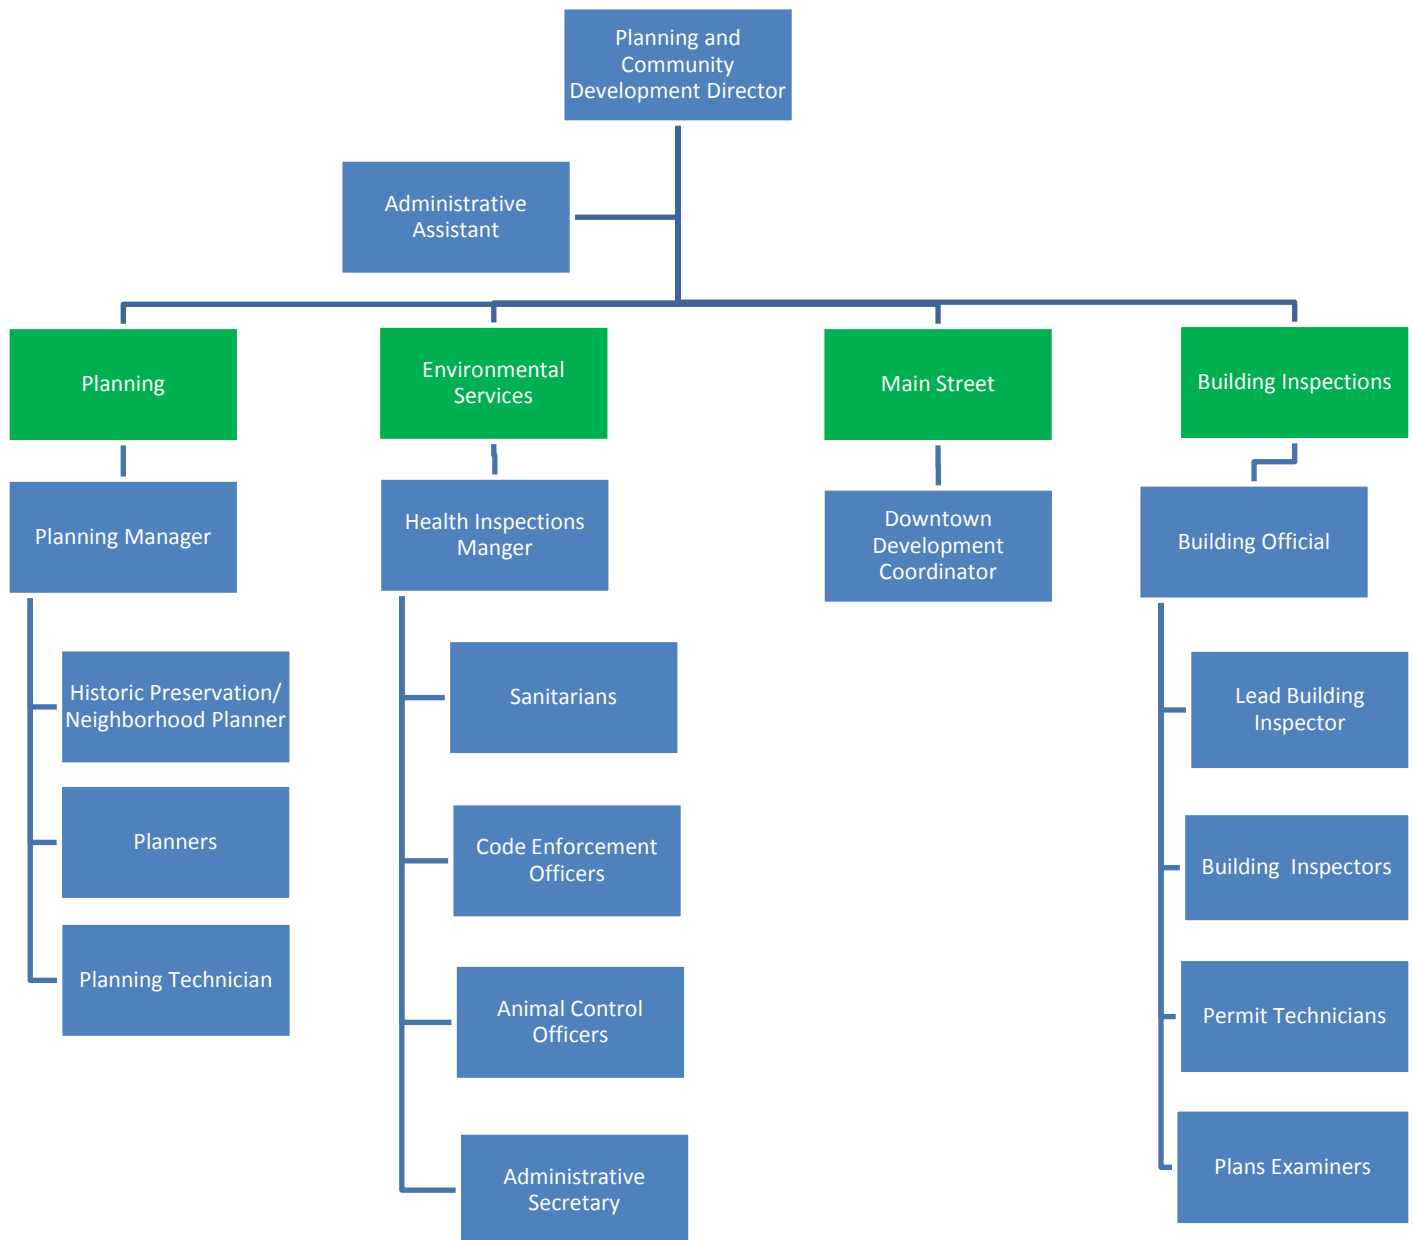 Planning and
Community
Development Director
Administrative
Assistant
Planning
Environmental
Services
Main Street
Building Inspections
Planning Manager
Health Inspections
Manger
Downtown
Development
Coordinator
Building Official
Historic Preservation/
Neighborhood Planner
Planners
Planning Technician
Sanitarians
Code Enforcement
Officers
Animal Control
Officers
Administrative
Secretary
Lead Building
Inspector
Building  Inspectors
Permit Technicians
Plans Examiners